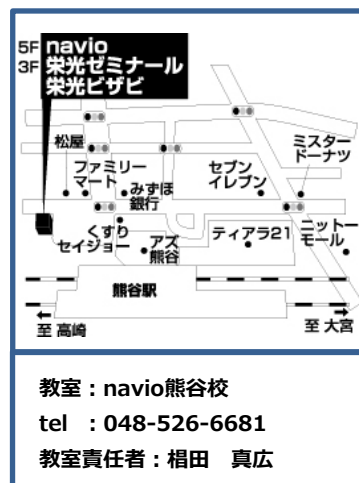 5F navio
3F 栄光ゼミナール
栄光ビザビ
松屋
ファミリー
マート
みずほ
銀行
セブン
イレブン
ミスター
ドーナツ
くすり
セイジョー
アズ
熊谷
ティアラ21
ニットー
モール
熊谷駅
至 高崎
至 大宮
教室：navio熊谷校
tel ：048-526-6681
教室責任者：椙田　真広